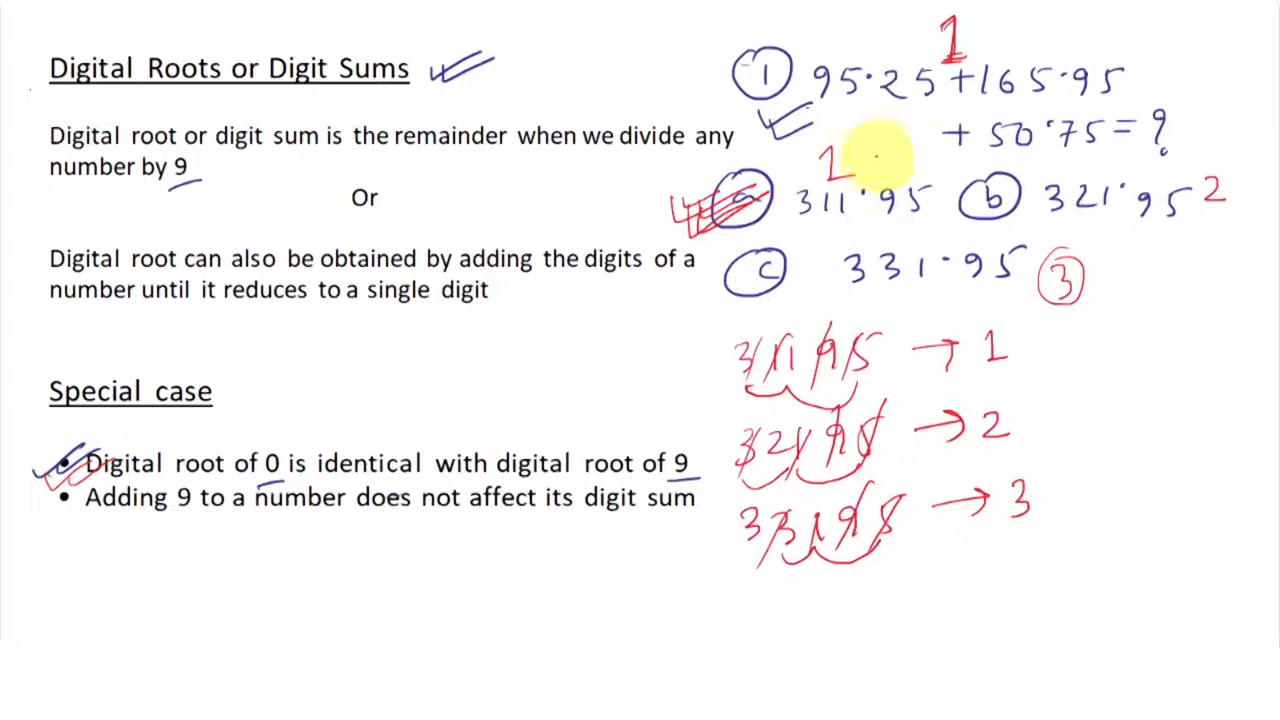 Digital Roots or Digit Sums
Digital root or digit sum is the remainder when we divide any
number by 9
Or
Digital root can also be obtained by adding the digits of a
number until it reduces to a single digit
Special case
• Digital root of 0 is identical with digital root of 9
• Adding 9 to a number does not affect its digit sum
1
1 95.25+165.95
+ 50.75 = ?
1
a 311.95 b 321.95 2
c 331.95 3
31195 → 1
32195 → 2
33195 → 3